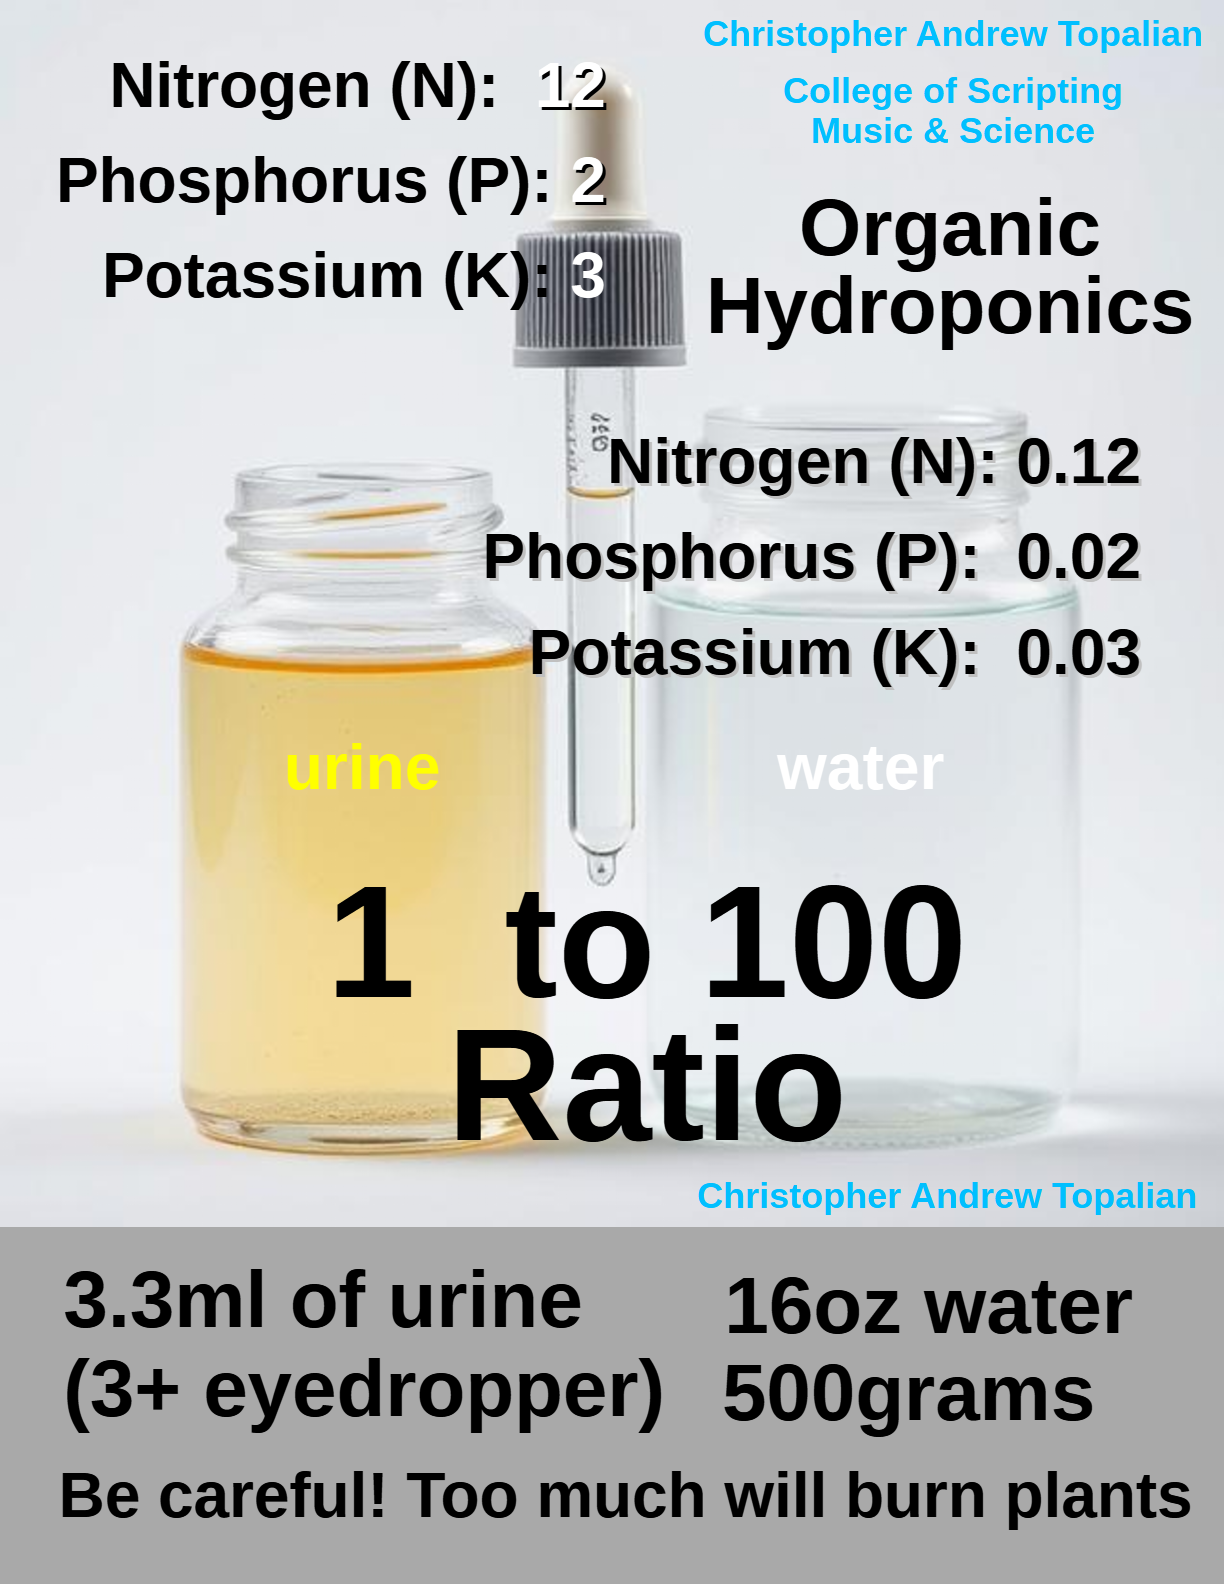 Christopher Andrew Topalian
College of Scripting
Music & Science
Nitrogen (N): 12
Phosphorus (P): 2
Potassium (K): 3
Organic
Hydroponics
Nitrogen (N): 0.12
Phosphorus (P): 0.02
Potassium (K): 0.03
urine
water
1 to 100
Ratio
Christopher Andrew Topalian
3.3ml of urine
(3+ eyedropper)
16oz water
500grams
Be careful! Too much will burn plants